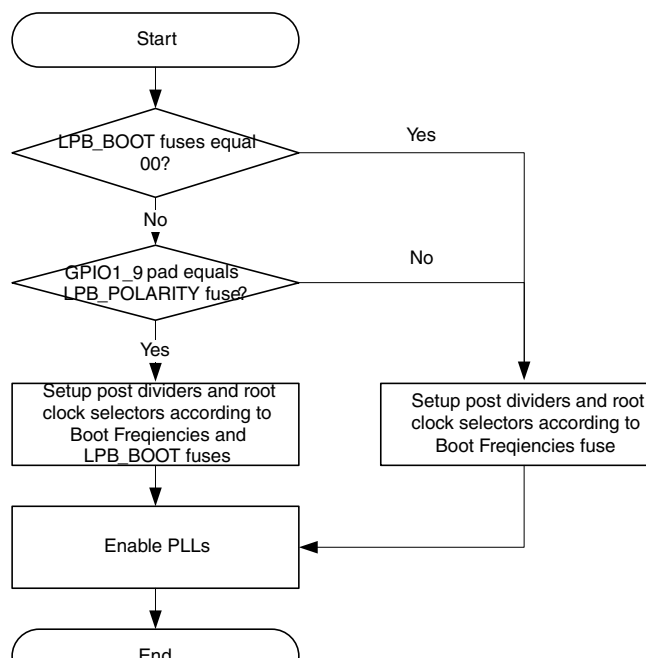 Start
LPB_BOOT fuses equal
00?
Yes
No
GPIO1_9 pad equals
LPB_POLARITY fuse?
No
Yes
Setup post dividers and root
clock selectors according to
Boot Freqiencies and
LPB_BOOT fuses
Setup post dividers and root
clock selectors according to
Boot Freqiencies fuse
Enable PLLs
End